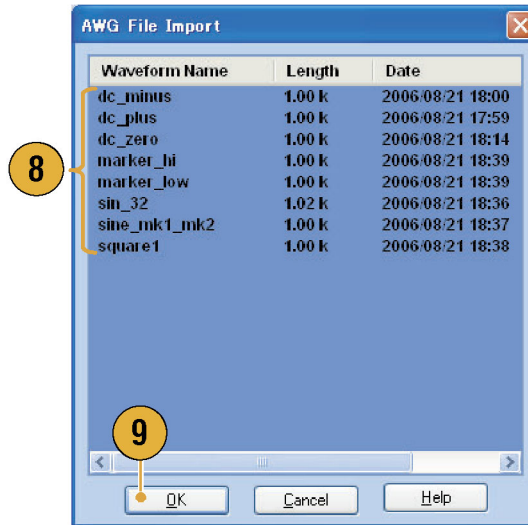 AWG File Import
Waveform Name Length Date
dc_minus 1.00 k 2006/08/21 18:00
dc_plus 1.00 k 2006/08/21 17:59
dc_zero 1.00 k 2006/08/21 18:14
marker_hi 1.00 k 2006/08/21 18:39
marker_low 1.00 k 2006/08/21 18:39
sin_32 1.02 k 2006/08/21 18:36
sine_mk1_mk2 1.00 k 2006/08/21 18:37
square1 1.00 k 2006/08/21 18:38
8
9
OK Cancel Help